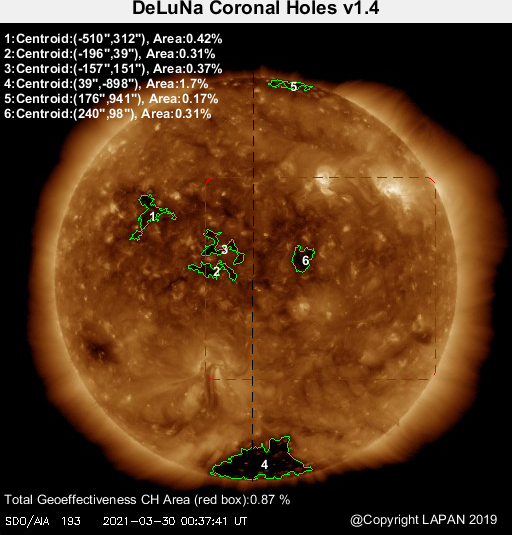 DeLuNa Coronal Holes v1.4
1:Centroid:(-510",312"), Area:0.42%
2:Centroid:(-196",39"), Area:0.31%
3:Centroid:(-157",151"), Area:0.37%
4:Centroid:(39",-898"), Area:1.7%
5:Centroid:(176",941"), Area:0.17%
6:Centroid:(240",98"), Area:0.31%
5
1
3
2
6
4
Total Geoeffectiveness CH Area (red box):0.87 %
SDO/AIA 193 2021-03-30 00:37:41 UT
@Copyright LAPAN 2019